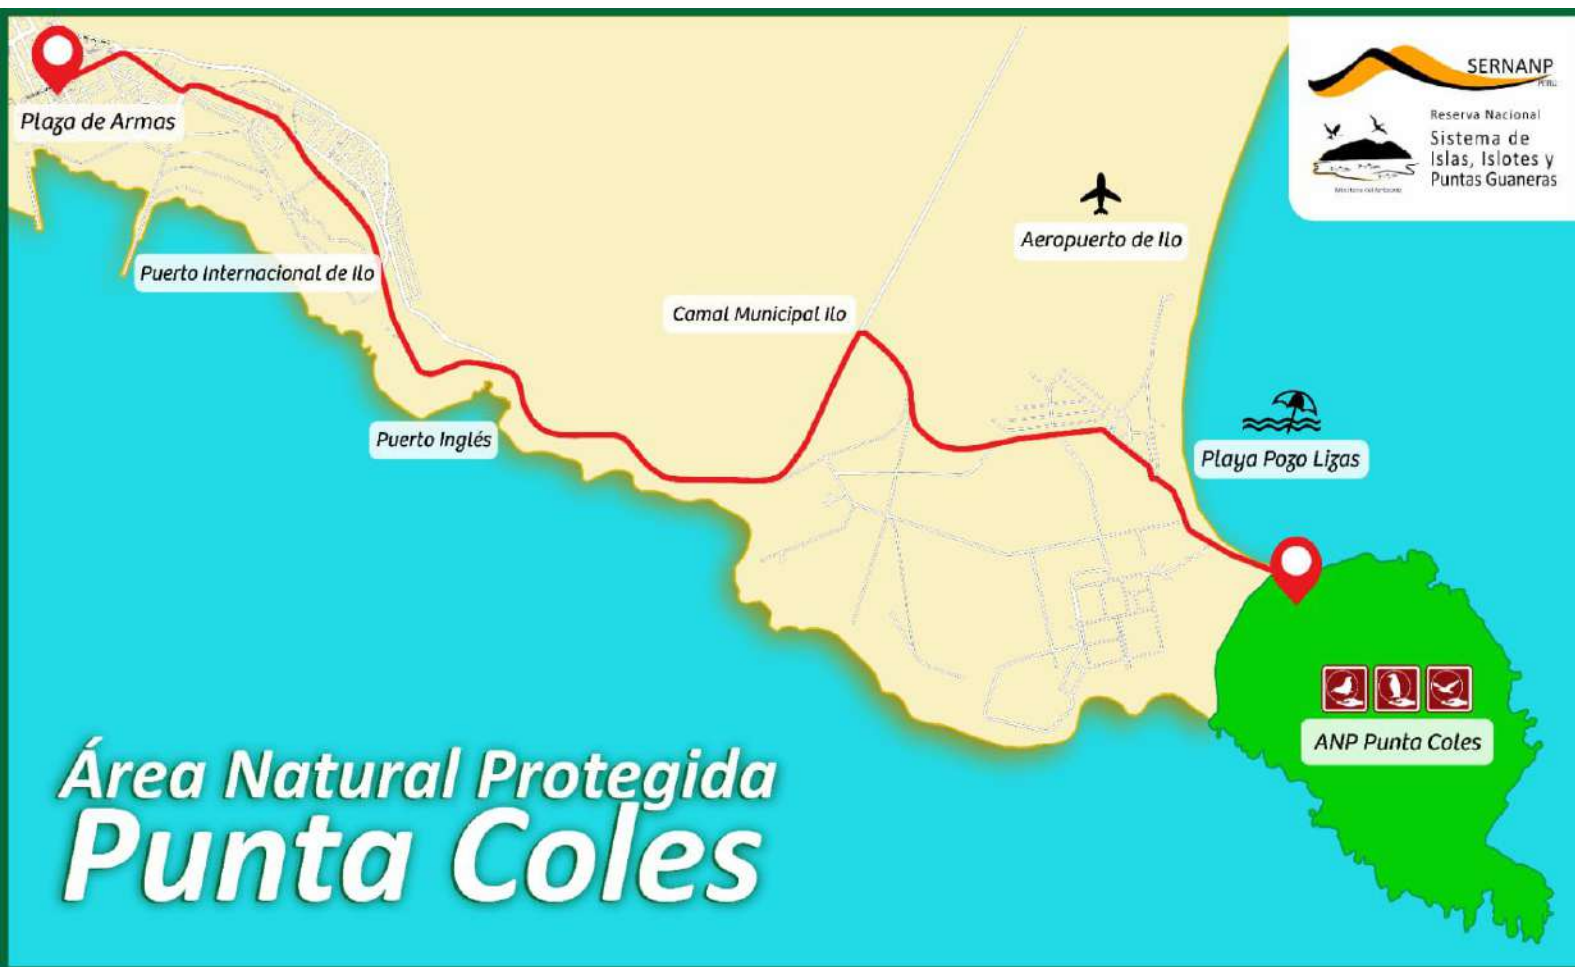 SERNANP
Perú
Reserva Nacional
Sistema de
Islas, Islotes y
Puntas Guaneras
Plaza de Armas
Aeropuerto de Ilo
Puerto Internacional de Ilo
Camal Municipal Ilo
Puerto Inglés
Playa Pozo Lizas
ANP Punta Coles
Área Natural Protegida
Punta Coles